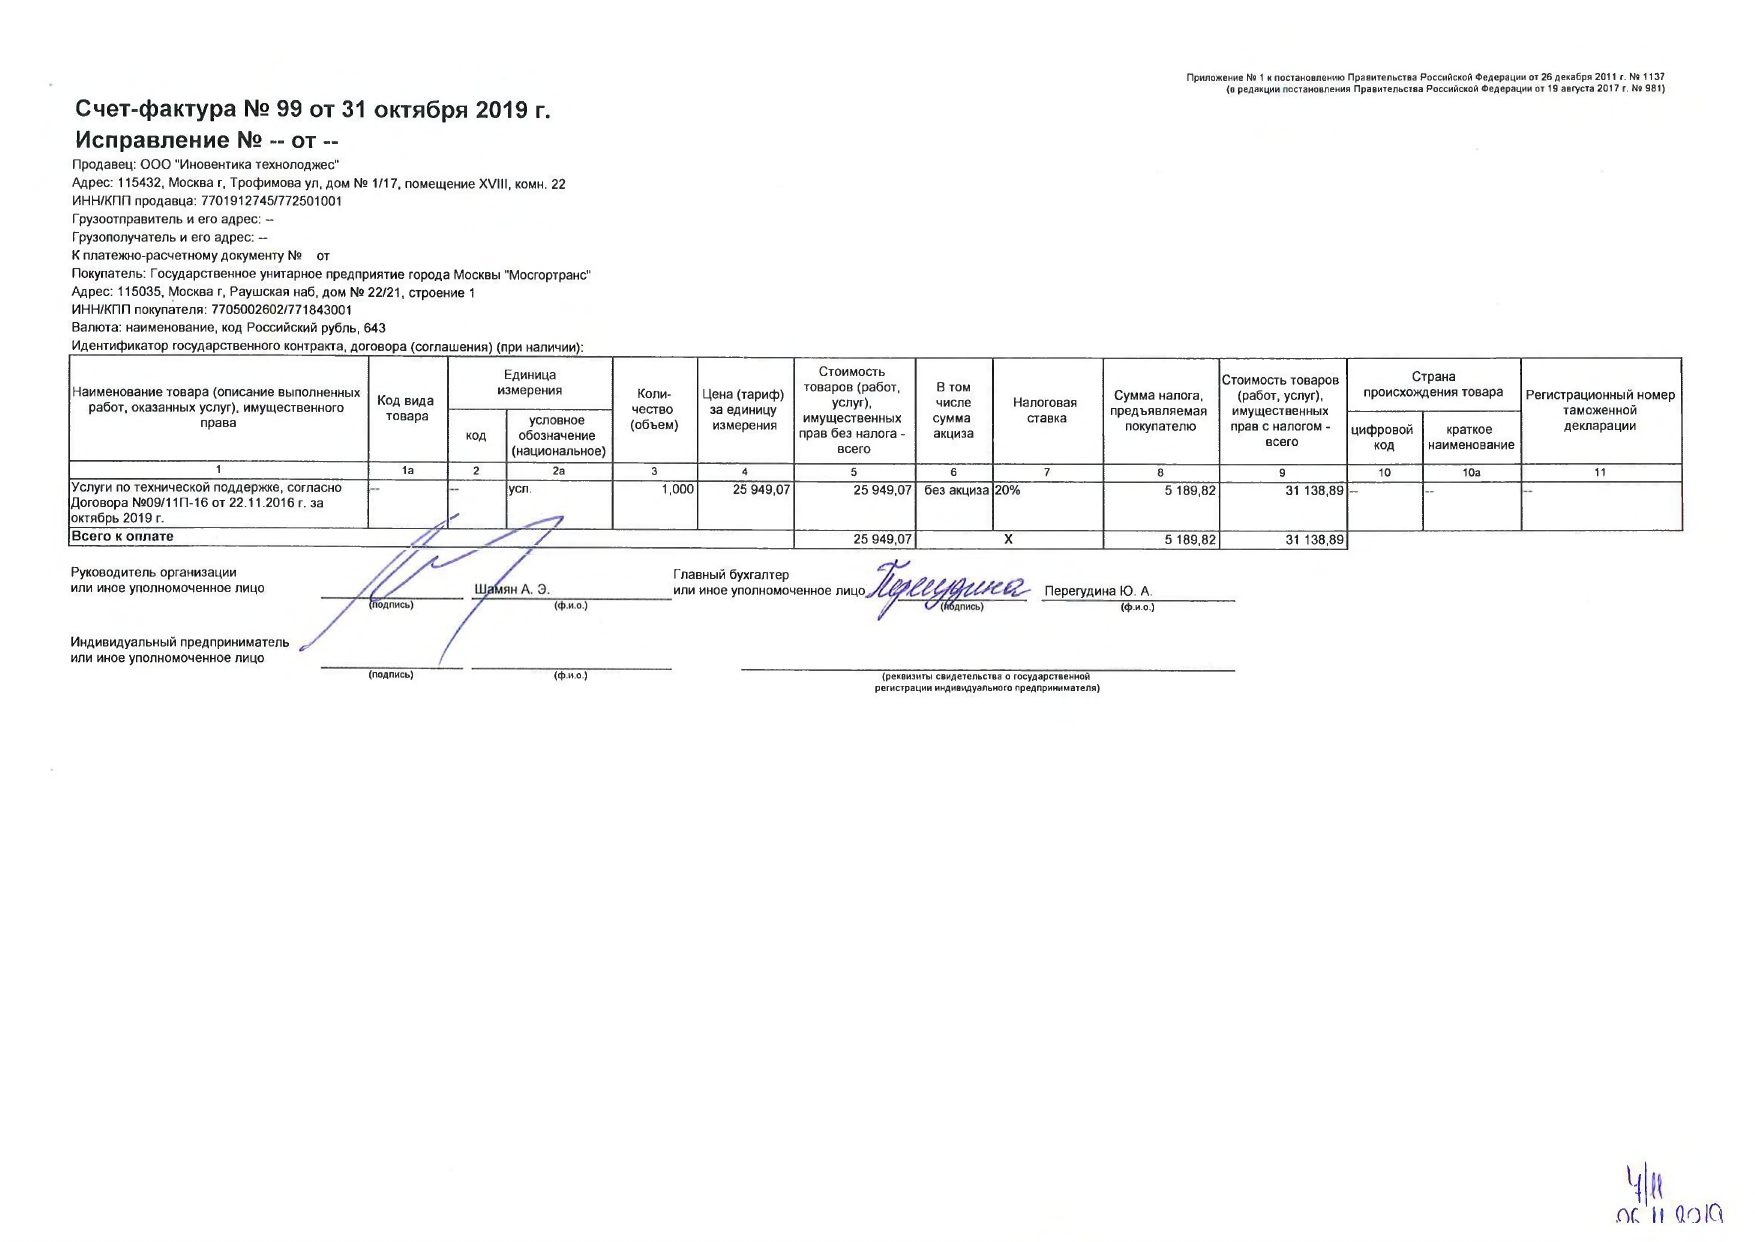 Приложение № 1 к постановлению Правительства Российской Федерации от 26 декабря 2011 г. № 1137
(в редакции постановления Правительства Российской Федерации от 19 августа 2017 г. № 981)
Счет-фактура № 99 от 31 октября 2019 г.
Исправление № -- от --
Продавец: ООО "Иновентика технолоджес"
Адрес: 115432, Москва г, Трофимова ул, дом № 1/17, помещение XVIII, комн. 22
ИНН/КПП продавца: 7701912745/772501001
Грузоотправитель и его адрес: --
Грузополучатель и его адрес: --
К платежно-расчетному документу № от
Покупатель: Государственное унитарное предприятие города Москвы "Мосгортранс"
Адрес: 115035, Москва г, Раушская наб, дом № 22/21, строение 1
ИНН/КПП покупателя: 7705002602/771843001
Валюта: наименование, код Российский рубль, 643
Идентификатор государственного контракта, договора (соглашения) (при наличии):
Наименование товара (описание выполненных
работ, оказанных услуг), имущественного
права
Код вида
товара
Единица
измерения
код
условное
обозначение
(национальное)
Коли-
чество
(объем)
Цена (тариф)
за единицу
измерения
Стоимость
товаров (работ,
услуг),
имущественных
прав без налога -
всего
В том
числе
сумма
акциза
Налоговая
ставка
Сумма налога,
предъявляемая
покупателю
Стоимость товаров
(работ, услуг),
имущественных
прав с налогом -
всего
Страна
происхождения товара
цифровой
код
краткое
наименование
Регистрационный номер
таможенной
декларации
1 1а 2 2а 3 4 5 6 7 8 9 10 10а 11
Услуги по технической поддержке, согласно
Договора №09/11П-16 от 22.11.2016 г. за
октябрь 2019 г.
-- -- усл. 1,000 25 949,07 25 949,07 без акциза 20% 5 189,82 31 138,89 -- -- --
Всего к оплате 25 949,07 Х 5 189,82 31 138,89
Руководитель организации
или иное уполномоченное лицо
Шамян А. Э.
(подпись) (ф.и.о.)
Главный бухгалтер
или иное уполномоченное лицо
Перегудина
Перегудина Ю. А.
(подпись) (ф.и.о.)
Индивидуальный предприниматель
или иное уполномоченное лицо
(подпись) (ф.и.о.)
(реквизиты свидетельства о государственной
регистрации индивидуального предпринимателя)
06 11 2019